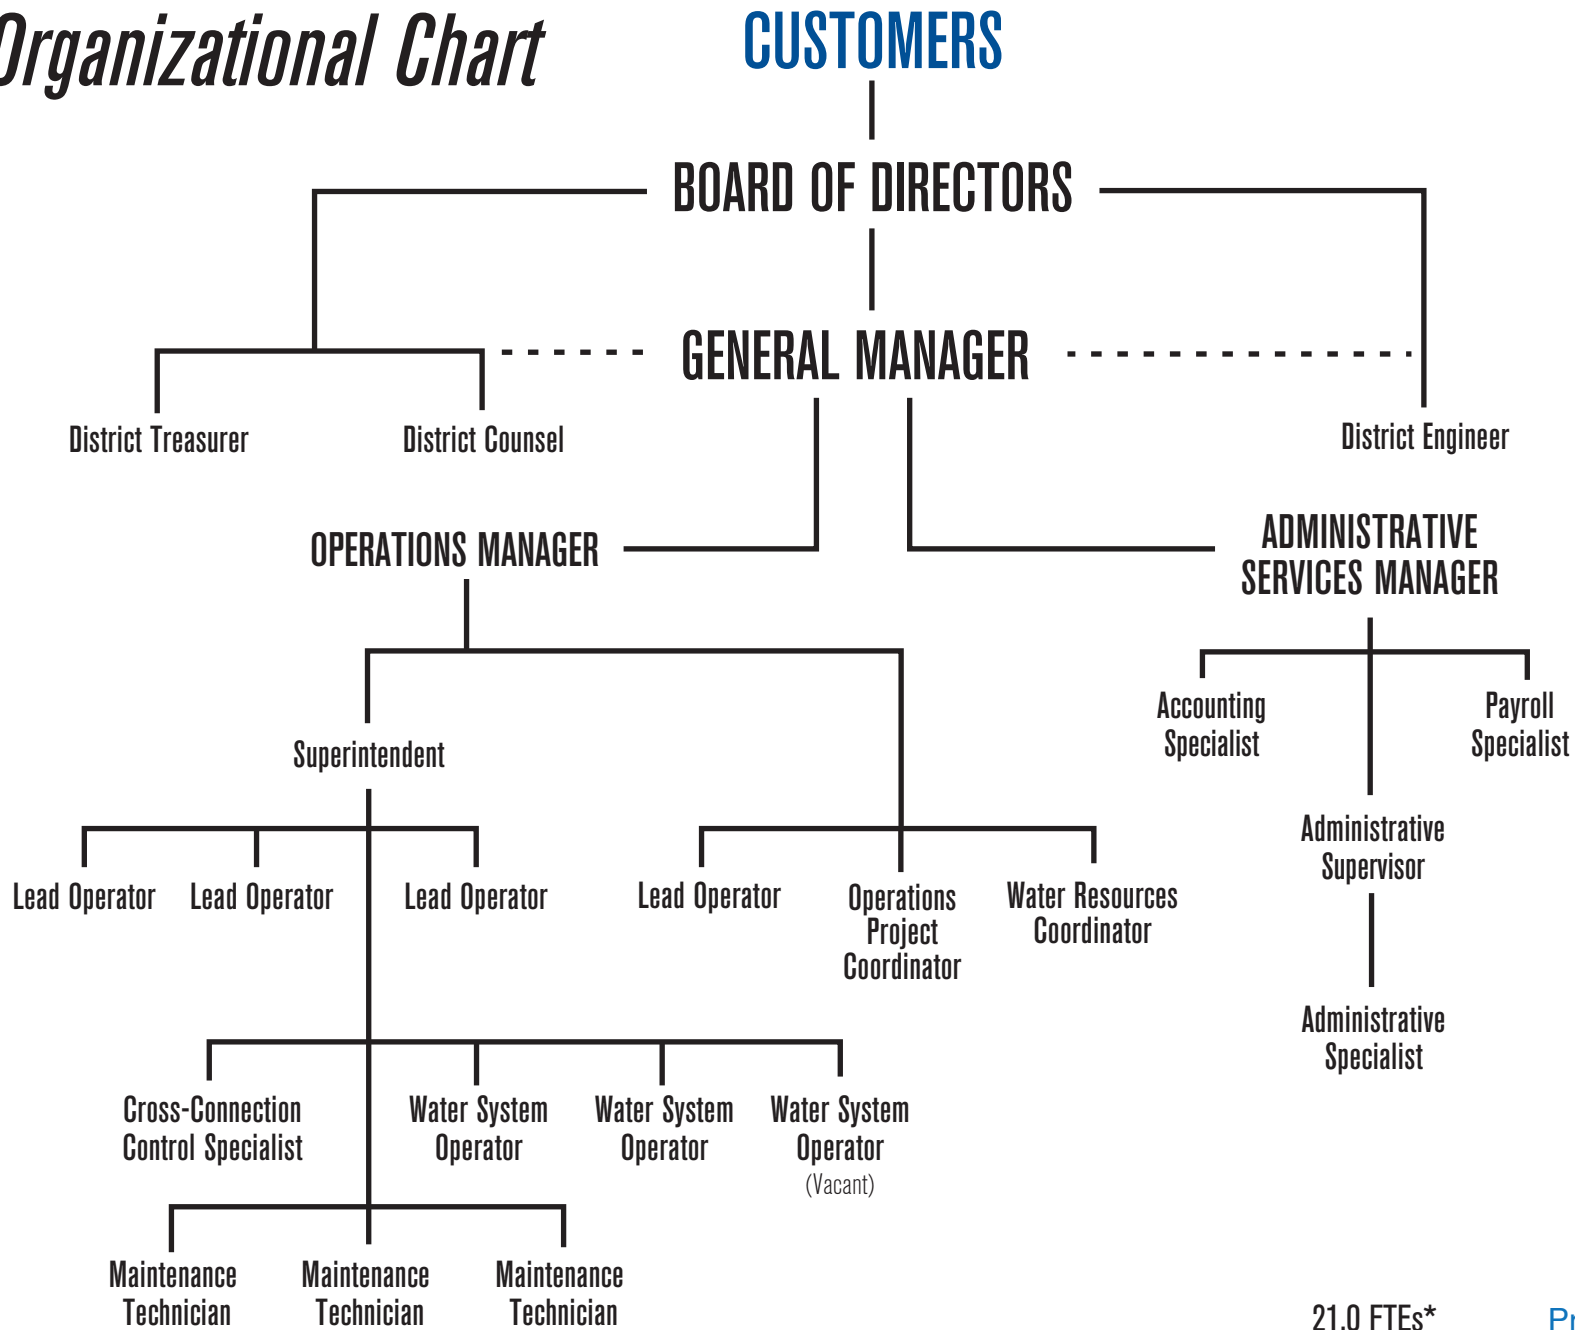 Organizational Chart
CUSTOMERS
BOARD OF DIRECTORS
GENERAL MANAGER
District Treasurer
District Counsel
District Engineer
OPERATIONS MANAGER
ADMINISTRATIVE
SERVICES MANAGER
Superintendent
Accounting
Specialist
Payroll
Specialist
Administrative
Supervisor
Lead Operator
Lead Operator
Lead Operator
Lead Operator
Operations
Project
Coordinator
Water Resources
Coordinator
Administrative
Specialist
Cross-Connection
Control Specialist
Water System
Operator
Water System
Operator
Water System
Operator
(Vacant)
Maintenance
Technician
Maintenance
Technician
Maintenance
Technician
21.0 FTEs*